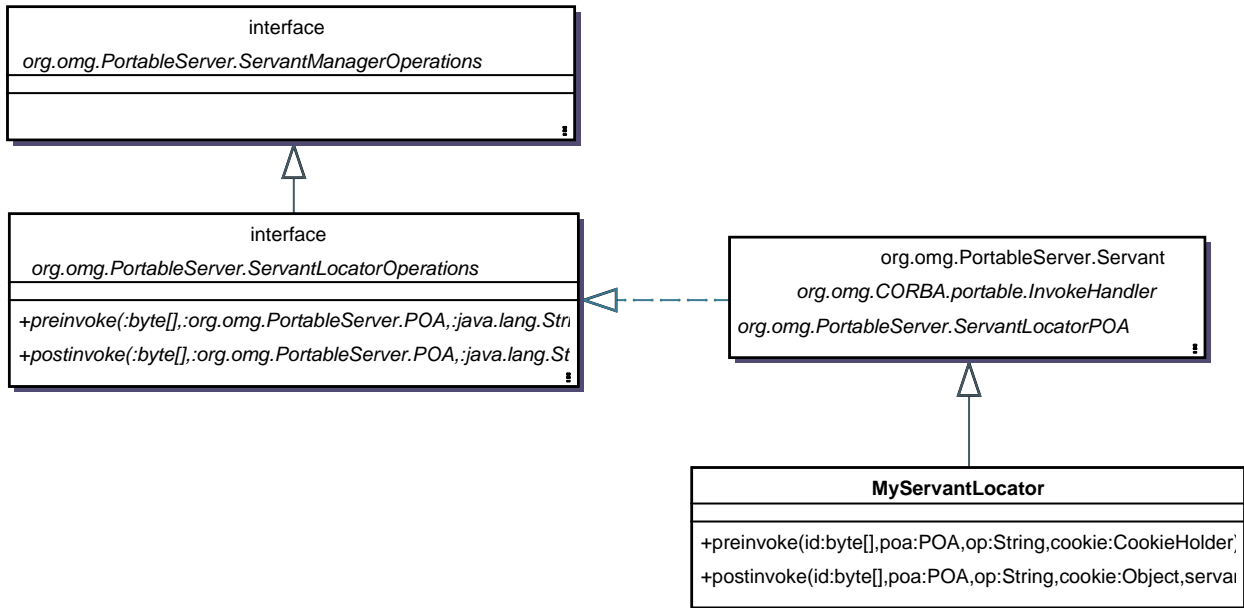 interface
org.omg.PortableServer.ServantManagerOperations
interface
org.omg.PortableServer.ServantLocatorOperations
+preinvoke(:byte[],:org.omg.PortableServer.POA,:java.lang.Stri
+postinvoke(:byte[],:org.omg.PortableServer.POA,:java.lang.St
org.omg.PortableServer.Servant
org.omg.CORBA.portable.InvokeHandler
org.omg.PortableServer.ServantLocatorPOA
MyServantLocator
+preinvoke(id:byte[],poa:POA,op:String,cookie:CookieHolder)
+postinvoke(id:byte[],poa:POA,op:String,cookie:Object,servai